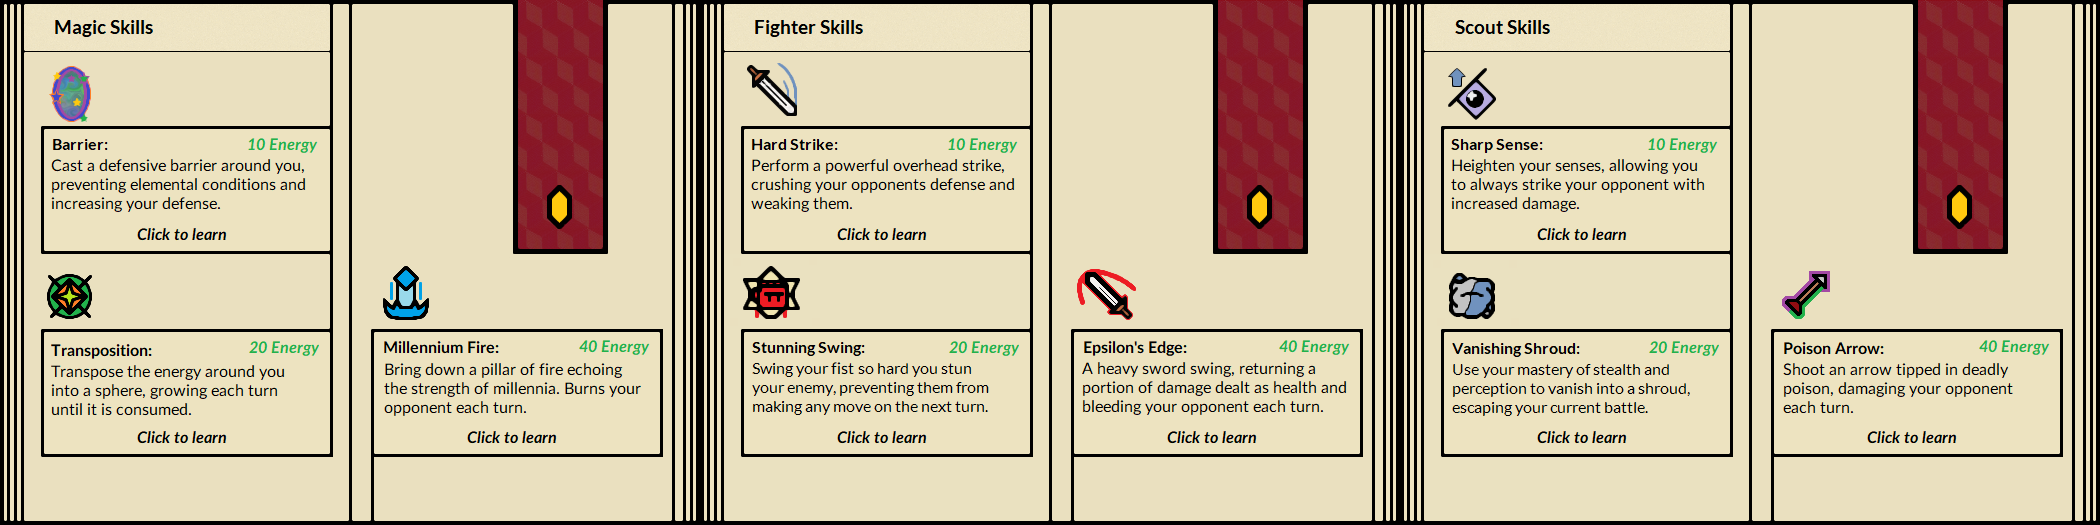 Magic Skills
Barrier:
10 Energy
Cast a defensive barrier around you,
preventing elemental conditions and
increasing your defense.
Click to learn
Transposition:
20 Energy
Transpose the energy around you
into a sphere, growing each turn
until it is consumed.
Click to learn
Millennium Fire:
40 Energy
Bring down a pillar of fire echoing
the strength of millennia. Burns your
opponent each turn.
Click to learn
Fighter Skills
Hard Strike:
10 Energy
Perform a powerful overhead strike,
crushing your opponents defense and
weaking them.
Click to learn
Stunning Swing:
20 Energy
Swing your fist so hard you stun
your enemy, preventing them from
making any move on the next turn.
Click to learn
Epsilon's Edge:
40 Energy
A heavy sword swing, returning a
portion of damage dealt as health and
bleeding your opponent each turn.
Click to learn
Scout Skills
Sharp Sense:
10 Energy
Heighten your senses, allowing you
to always strike your opponent with
increased damage.
Click to learn
Vanishing Shroud:
20 Energy
Use your mastery of stealth and
perception to vanish into a shroud,
escaping your current battle.
Click to learn
Poison Arrow:
40 Energy
Shoot an arrow tipped in deadly
poison, damaging your opponent
each turn.
Click to learn